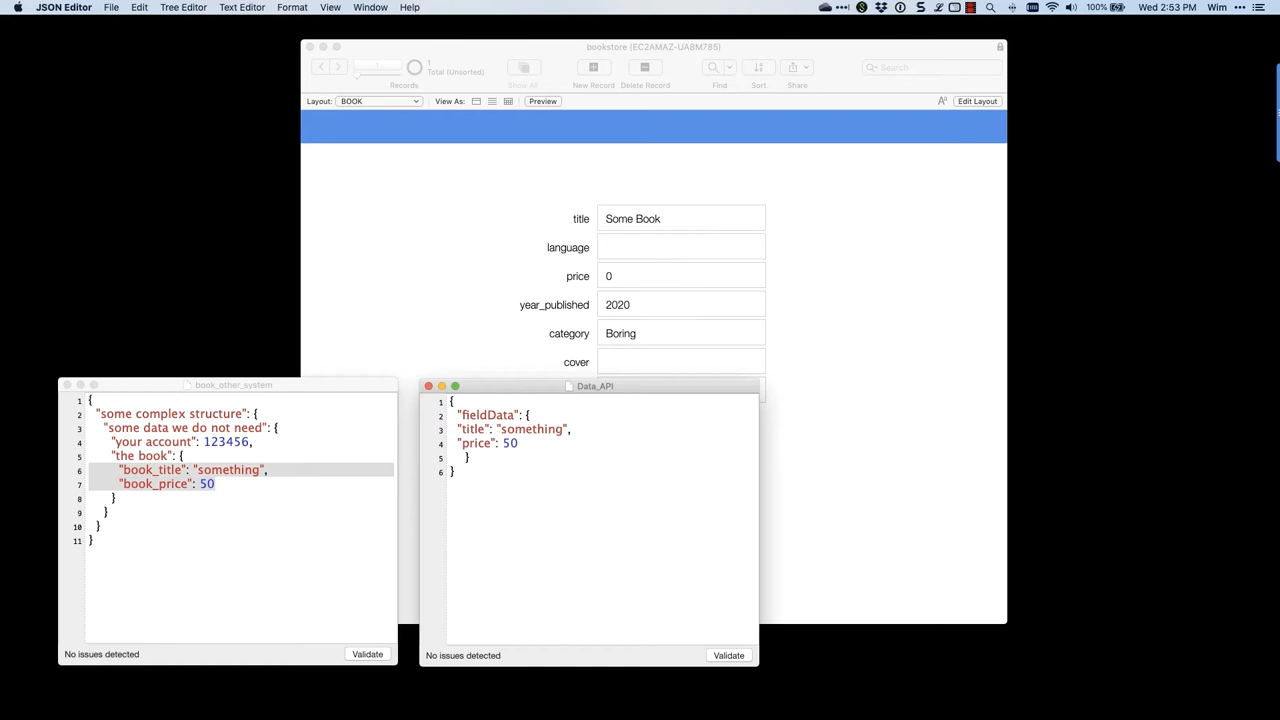 JSON Editor File Edit Tree Editor Text Editor Format View Window Help 100% Wed 2:53 PM Wim
bookstore (EC2AMAZ-UA8M785)
1
1
Total (Unsorted)
Search
Records Show All New Record Delete Record Find Sort Share
Layout: BOOK View As: Preview Edit Layout
title Some Book
language
price 0
year_published 2020
category Boring
cover
book_other_system
1 {
2 "some complex structure": {
3 "some data we do not need": {
4 "your account": 123456,
5 "the book": {
6 "book_title": "something",
7 "book_price": 50
8 }
9 }
10 }
11 }
No issues detected Validate
Data_API
1 {
2 "fieldData": {
3 "title": "something",
4 "price": 50
5 }
6 }
No issues detected Validate